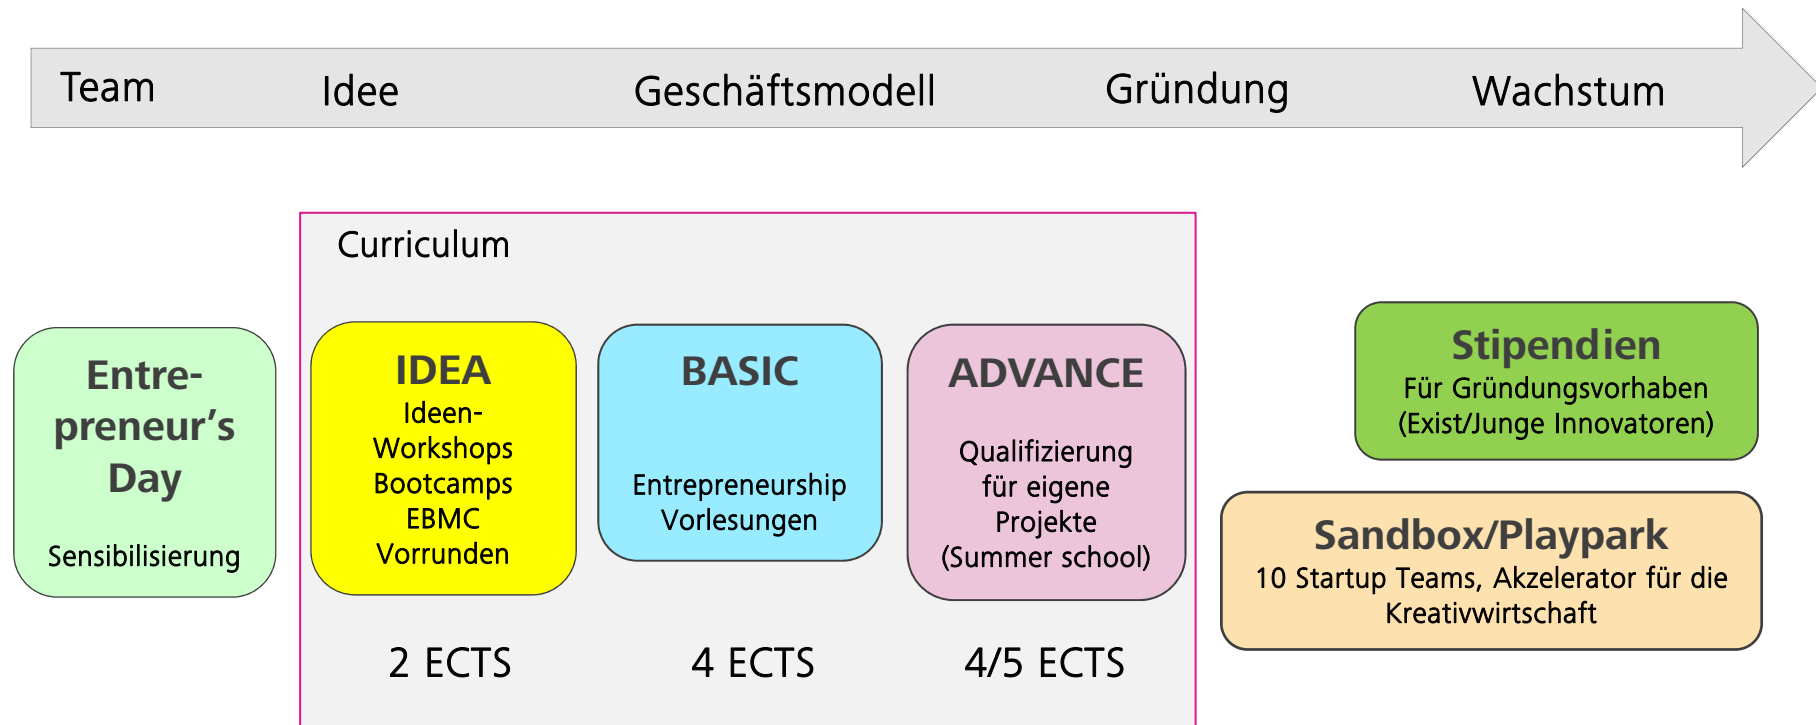 Team
Idee
Geschäftsmodell
Gründung
Wachstum
Curriculum
Entre-
preneur’s
Day
Sensibilisierung
IDEA
Ideen-
Workshops
Bootcamps
EBMC
Vorrunden
2 ECTS
BASIC
Entrepreneurship
Vorlesungen
4 ECTS
ADVANCE
Qualifizierung
für eigene
Projekte
(Summer school)
4/5 ECTS
Stipendien
Für Gründungsvorhaben
(Exist/Junge Innovatoren)
Sandbox/Playpark
10 Startup Teams, Akzelerator für die
Kreativwirtschaft